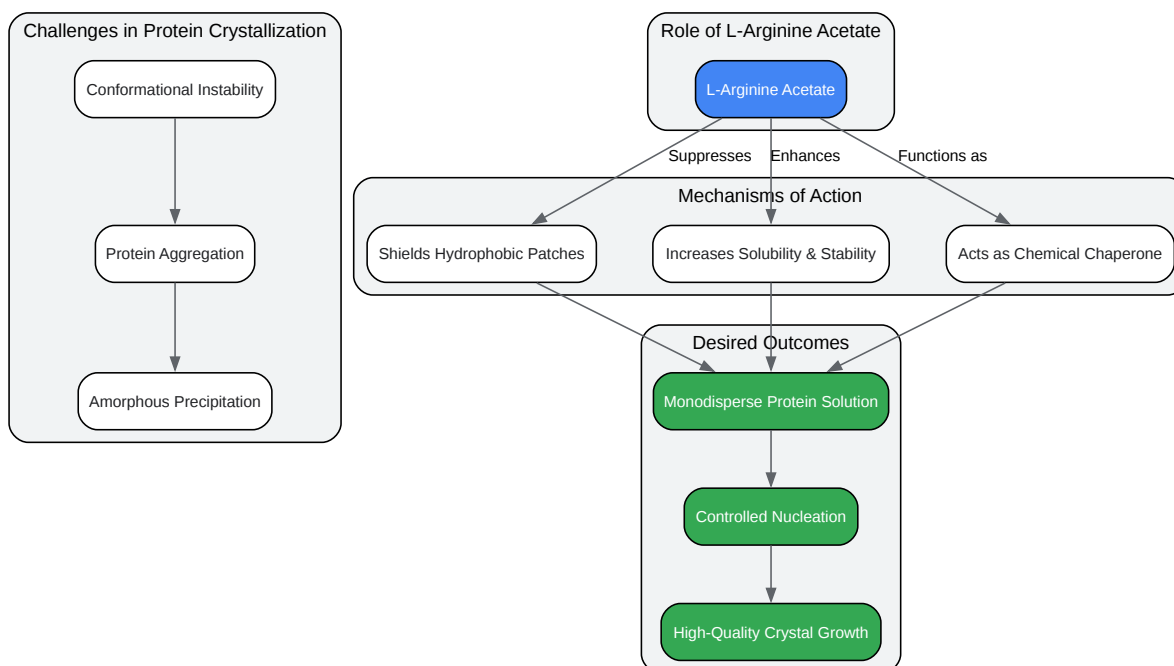 Challenges in Protein Crystallization
Conformational Instability
Protein Aggregation
Amorphous Precipitation
Role of L-Arginine Acetate
L-Arginine Acetate
Suppresses
Enhances
Functions as
Mechanisms of Action
Shields Hydrophobic Patches
Increases Solubility & Stability
Acts as Chemical Chaperone
Desired Outcomes
Monodisperse Protein Solution
Controlled Nucleation
High-Quality Crystal Growth